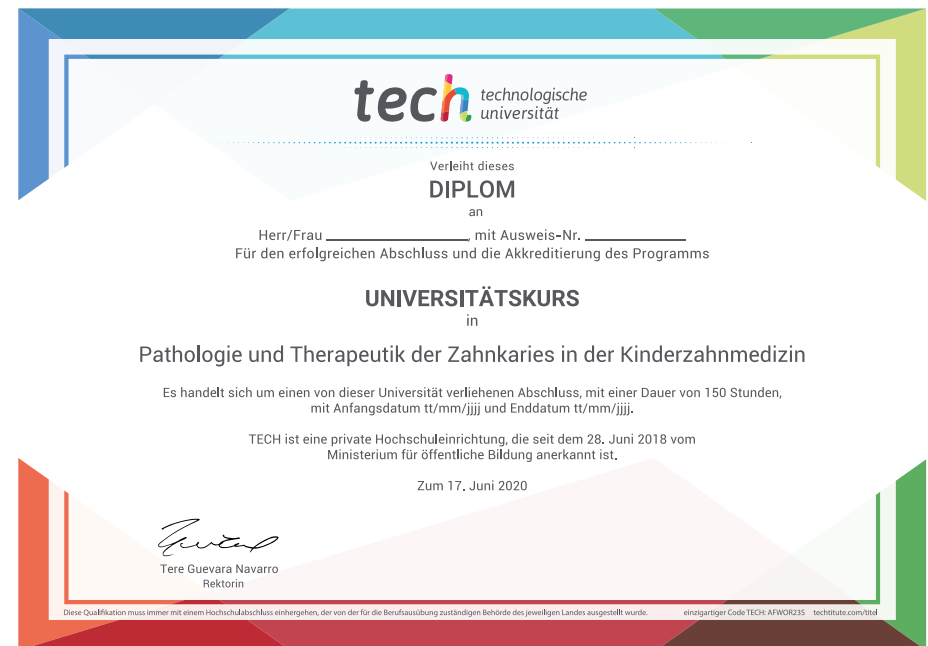 tech technologische
universität
Verleiht dieses
DIPLOM
an
Herr/Frau ____________, mit Ausweis-Nr. ____________
Für den erfolgreichen Abschluss und die Akkreditierung des Programms
UNIVERSITÄTSKURS
in
Pathologie und Therapeutik der Zahnkaries in der Kinderzahnmedizin
Es handelt sich um einen von dieser Universität verliehenen Abschluss, mit einer Dauer von 150 Stunden,
mit Anfangsdatum tt/mm/jjjj und Enddatum tt/mm/jjjj.
TECH ist eine private Hochschuleinrichtung, die seit dem 28. Juni 2018 vom
Ministerium für öffentliche Bildung anerkannt ist.
Zum 17. Juni 2020
Tere Guevara Navarro
Rektorin
Diese Qualifikation muss immer mit einem Hochschulabschluss einhergehen, der von der für die Berufsausübung zuständigen Behörde des jeweiligen Landes ausgestellt wurde. einzigartiger Code TECH: AFWOR23S techtitute.com/titel